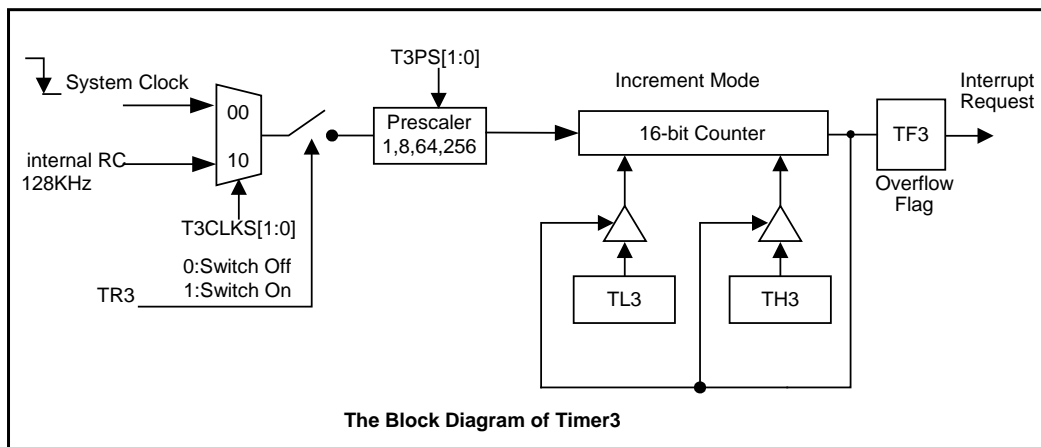 T3PS[1:0]
System Clock
Increment Mode
Interrupt
Request
00
Prescaler
1,8,64,256
16-bit Counter
TF3
10
internal RC
128KHz
Overflow
Flag
T3CLKS[1:0]
0:Switch Off
1:Switch On
TR3
TL3
TH3
The Block Diagram of Timer3